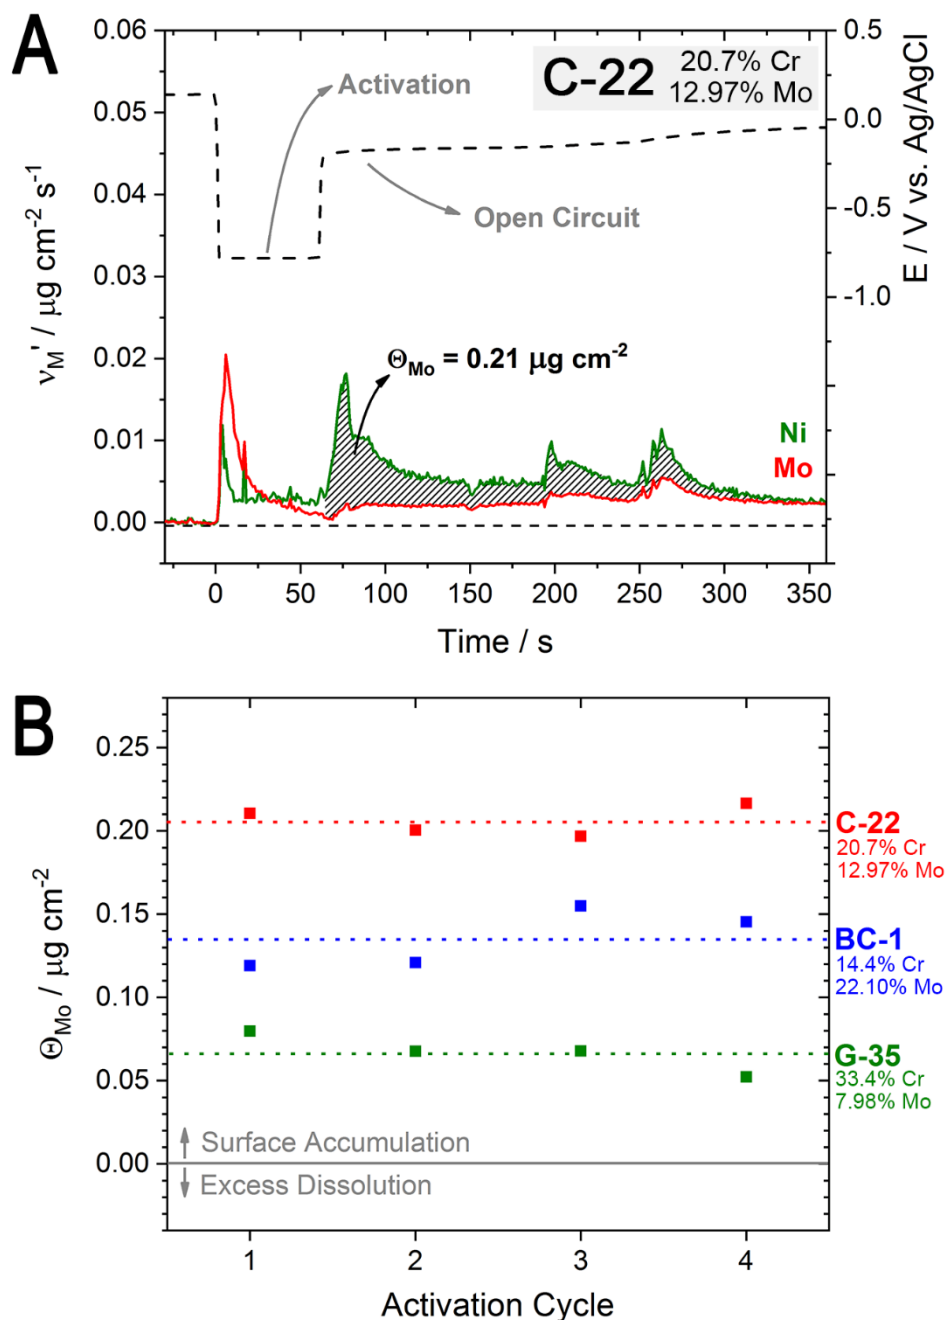 A
C-22
20.7% Cr
12.97% Mo
Activation
Open Circuit
Θ_Mo = 0.21 μg cm⁻²
Ni
Mo
0.06
0.05
0.04
0.03
0.02
0.01
0.00
ν_M' / μg cm⁻² s⁻¹
0.5
0.0
-0.5
-1.0
E / V vs. Ag/AgCl
0 50 100 150 200 250 300 350
Time / s
B
0.25
0.20
0.15
0.10
0.05
0.00
Θ_Mo / μg cm⁻²
C-22
20.7% Cr
12.97% Mo
BC-1
14.4% Cr
22.10% Mo
G-35
33.4% Cr
7.98% Mo
Surface Accumulation
Excess Dissolution
1 2 3 4
Activation Cycle